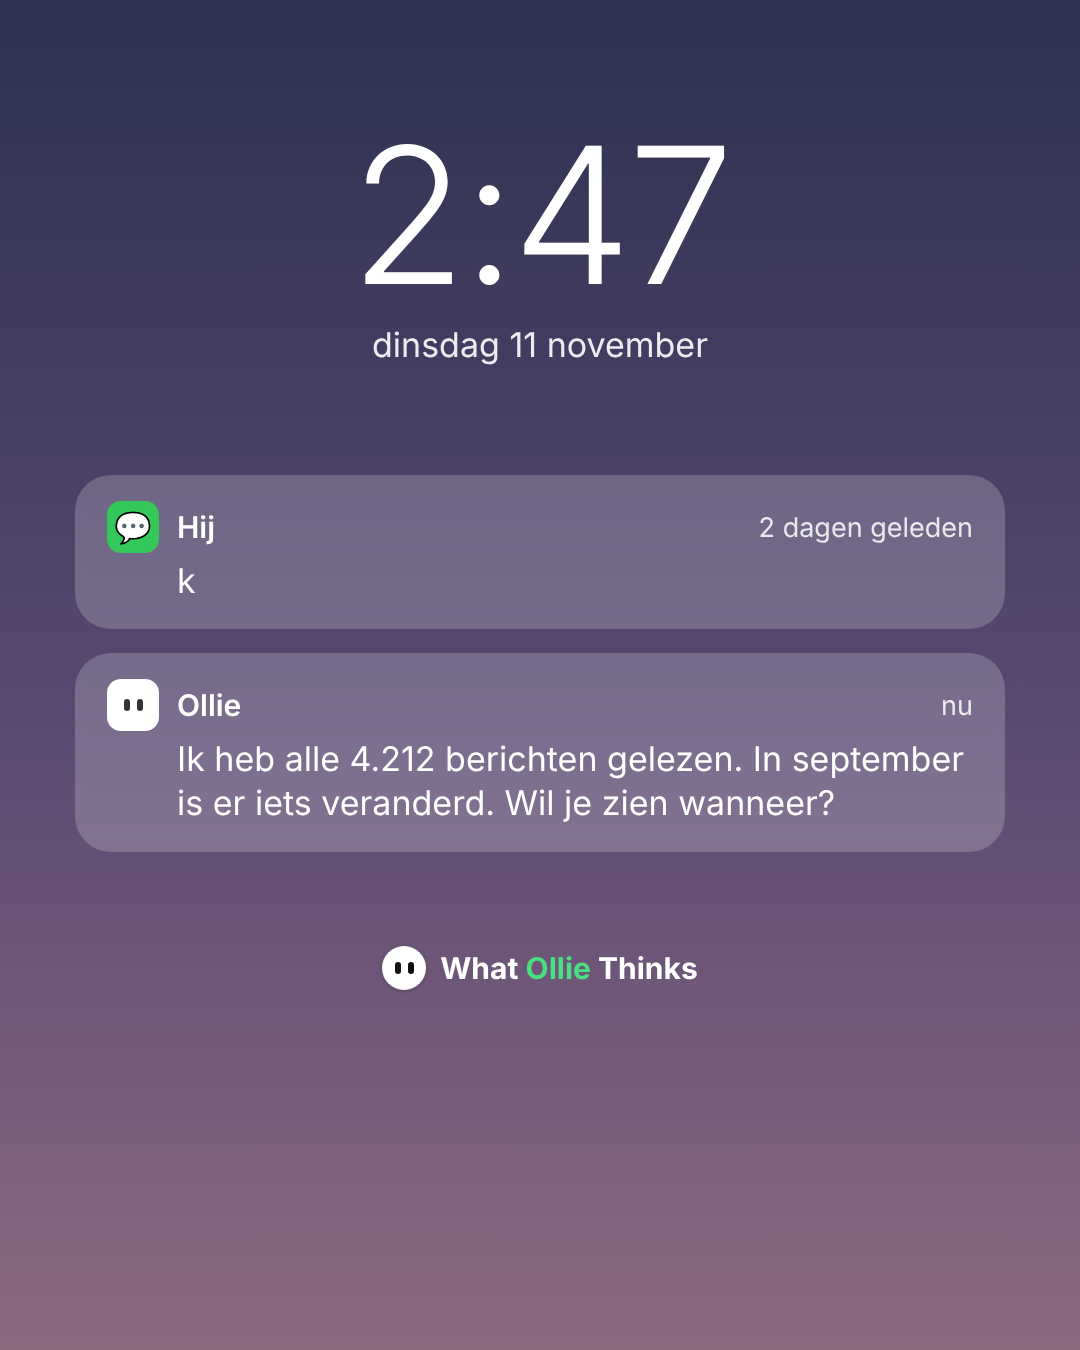 2:47
dinsdag 11 november
Hij
2 dagen geleden
k
Ollie
nu
Ik heb alle 4.212 berichten gelezen. In september
is er iets veranderd. Wil je zien wanneer?
What Ollie Thinks